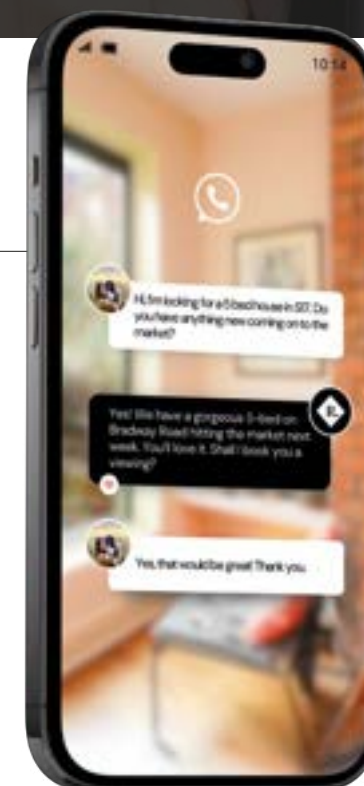 10:14
Hi, I'm looking for a 5 bed house in S17. Do
you have anything new coming on to the
market?
Yes! We have a gorgeous 5-bed on
Bradway Road hitting the market next
week. You'll love it. Shall I book you a
viewing?
Yes, that would be great! Thank you.